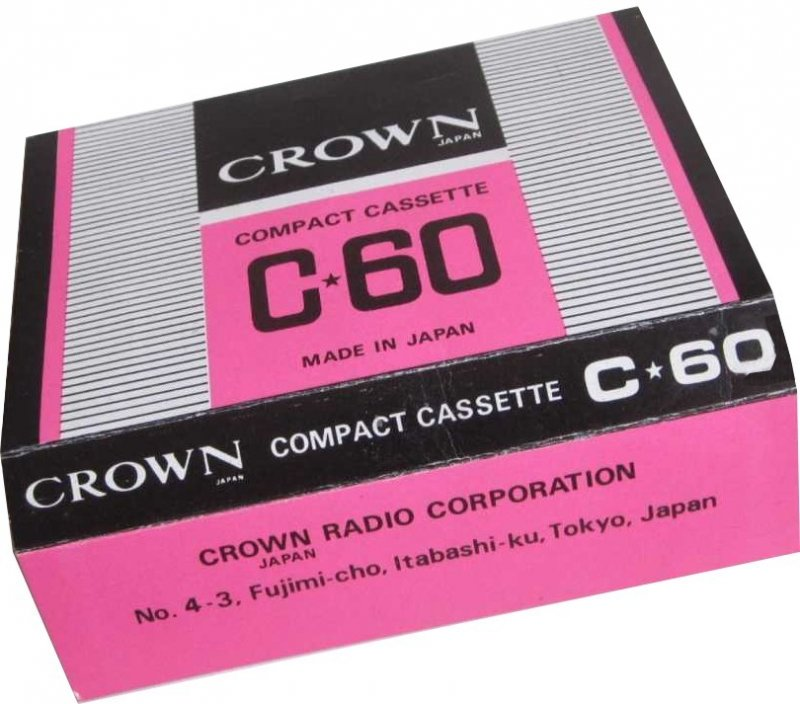 CROWN
JAPAN
COMPACT CASSETTE
C★60
MADE IN JAPAN
CROWN JAPAN COMPACT CASSETTE C★60
CROWN RADIO CORPORATION
JAPAN
No. 4-3, Fujimi-cho, Itabashi-ku, Tokyo, Japan